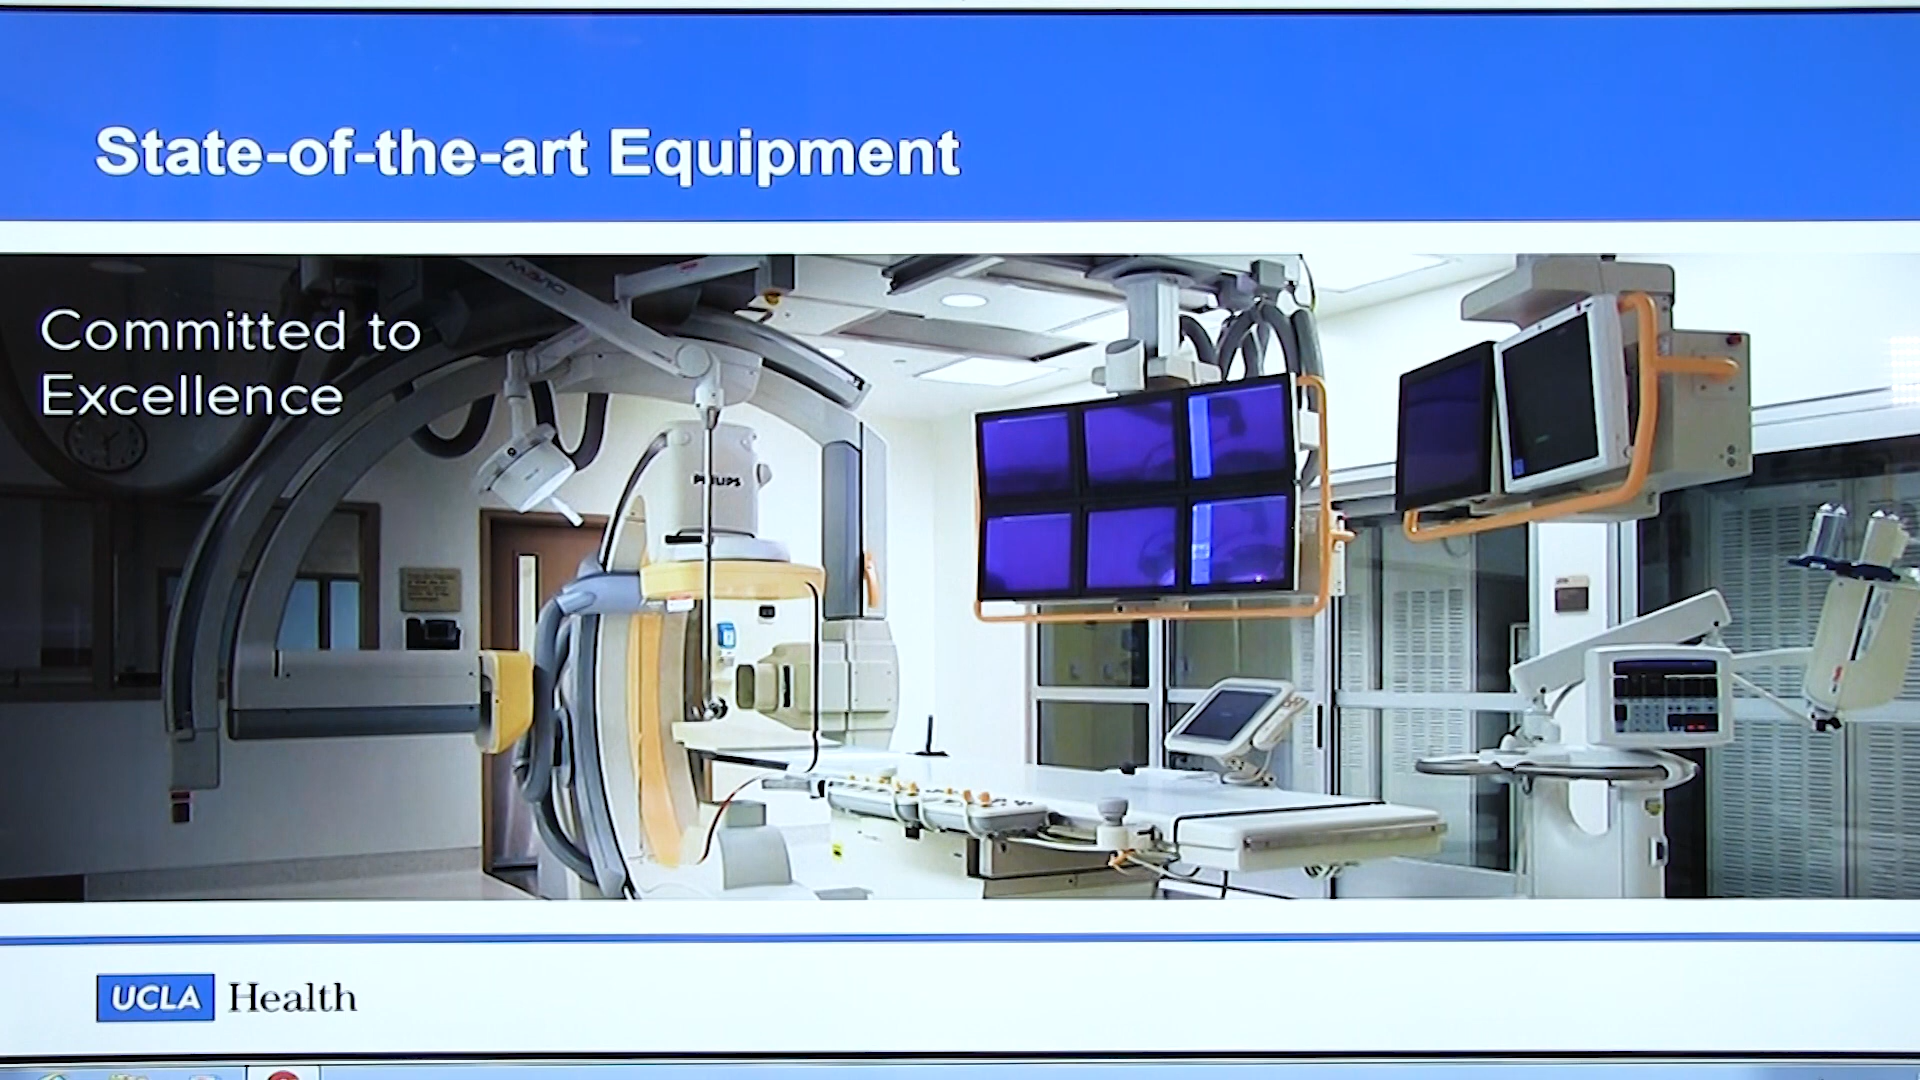 State-of-the-art Equipment
Committed to
Excellence
PHILIPS
UCLA Health